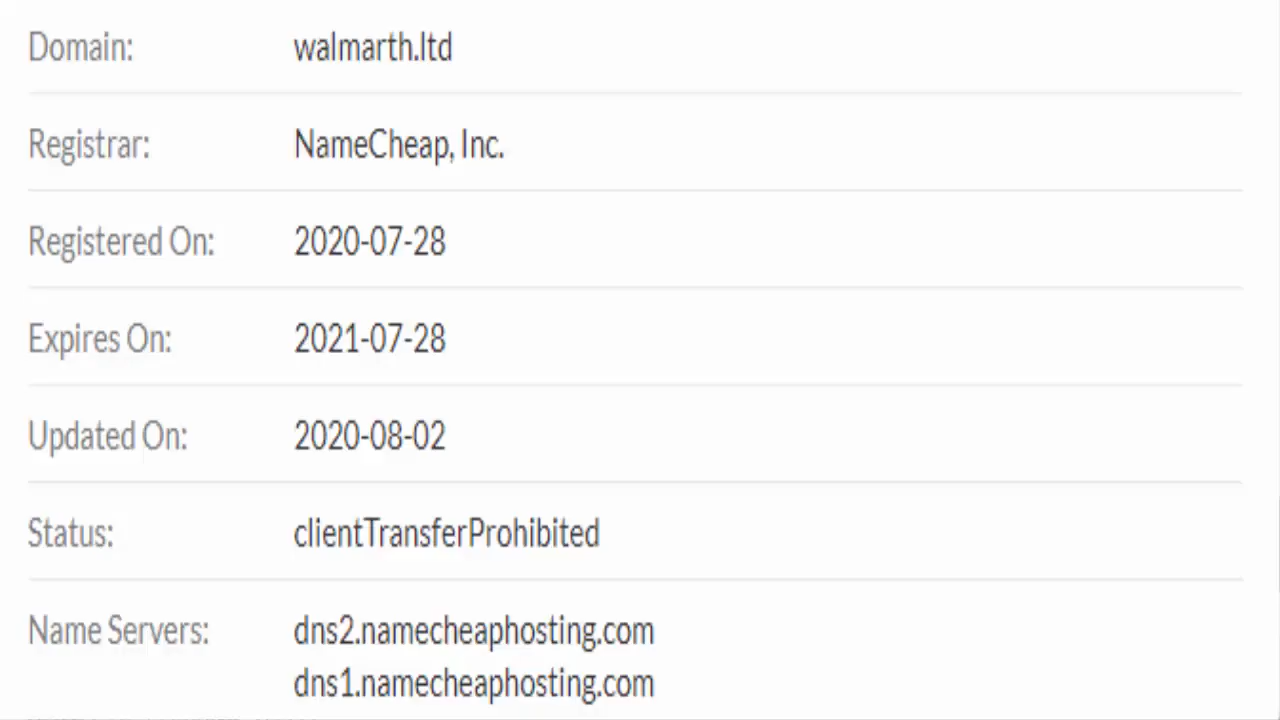 Domain: walmarth.ltd
Registrar: NameCheap, Inc.
Registered On: 2020-07-28
Expires On: 2021-07-28
Updated On: 2020-08-02
Status: clientTransferProhibited
Name Servers: dns2.namecheaphosting.com
dns1.namecheaphosting.com